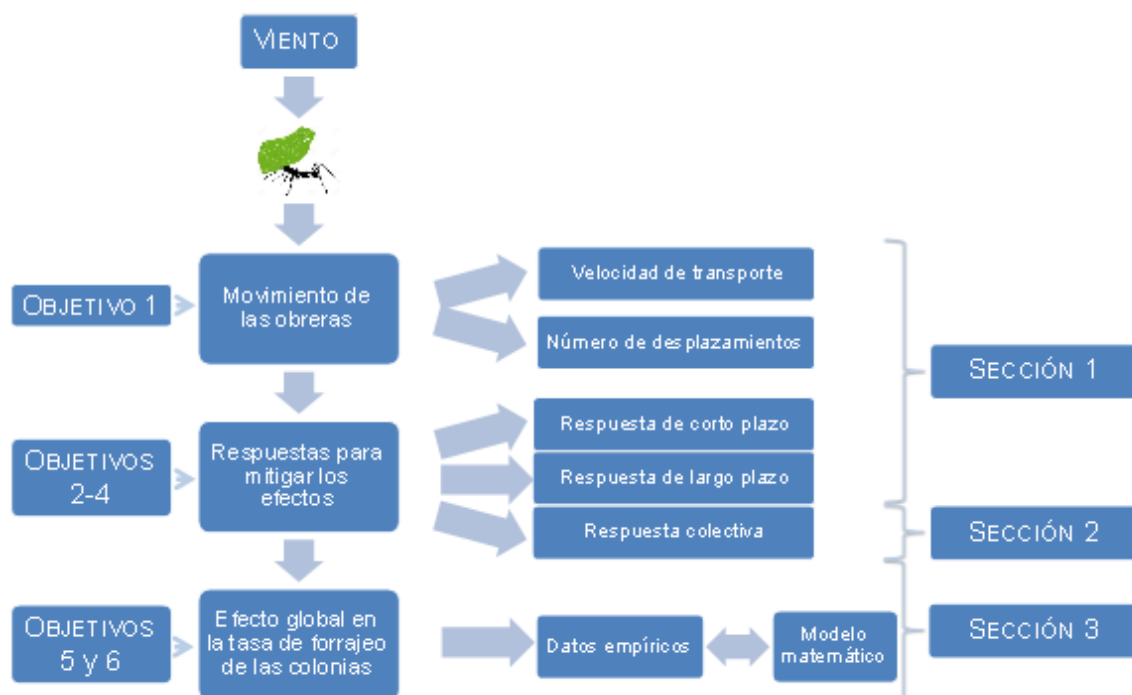 VIENTO
OBJETIVO 1
Movimiento de
las obreras
Velocidad de transporte
Número de desplazamientos
SECCIÓN 1
OBJETIVOS
2-4
Respuestas para
mitigar los
efectos
Respuesta de corto plazo
Respuesta de largo plazo
Respuesta colectiva
SECCIÓN 2
OBJETIVOS
5 y 6
Efecto global en
la tasa de forrajeo
de las colonias
Datos empíricos
Modelo
matemático
SECCIÓN 3